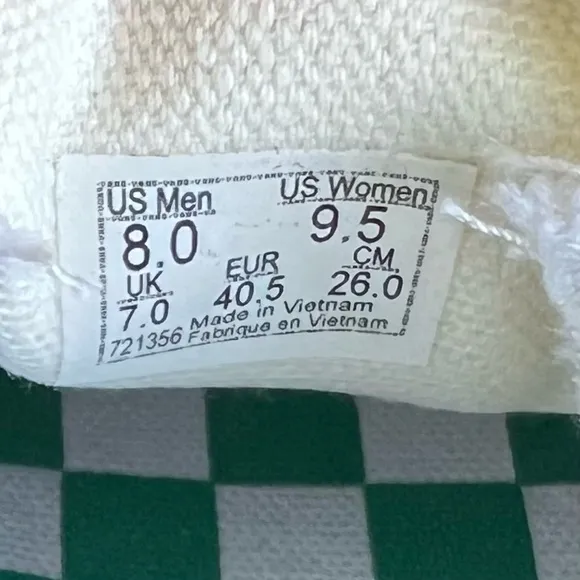 US Men US Women
8.0 9.5
UK EUR CM
7.0 40.5 26.0
Made in Vietnam
721356 Fabrique en Vietnam